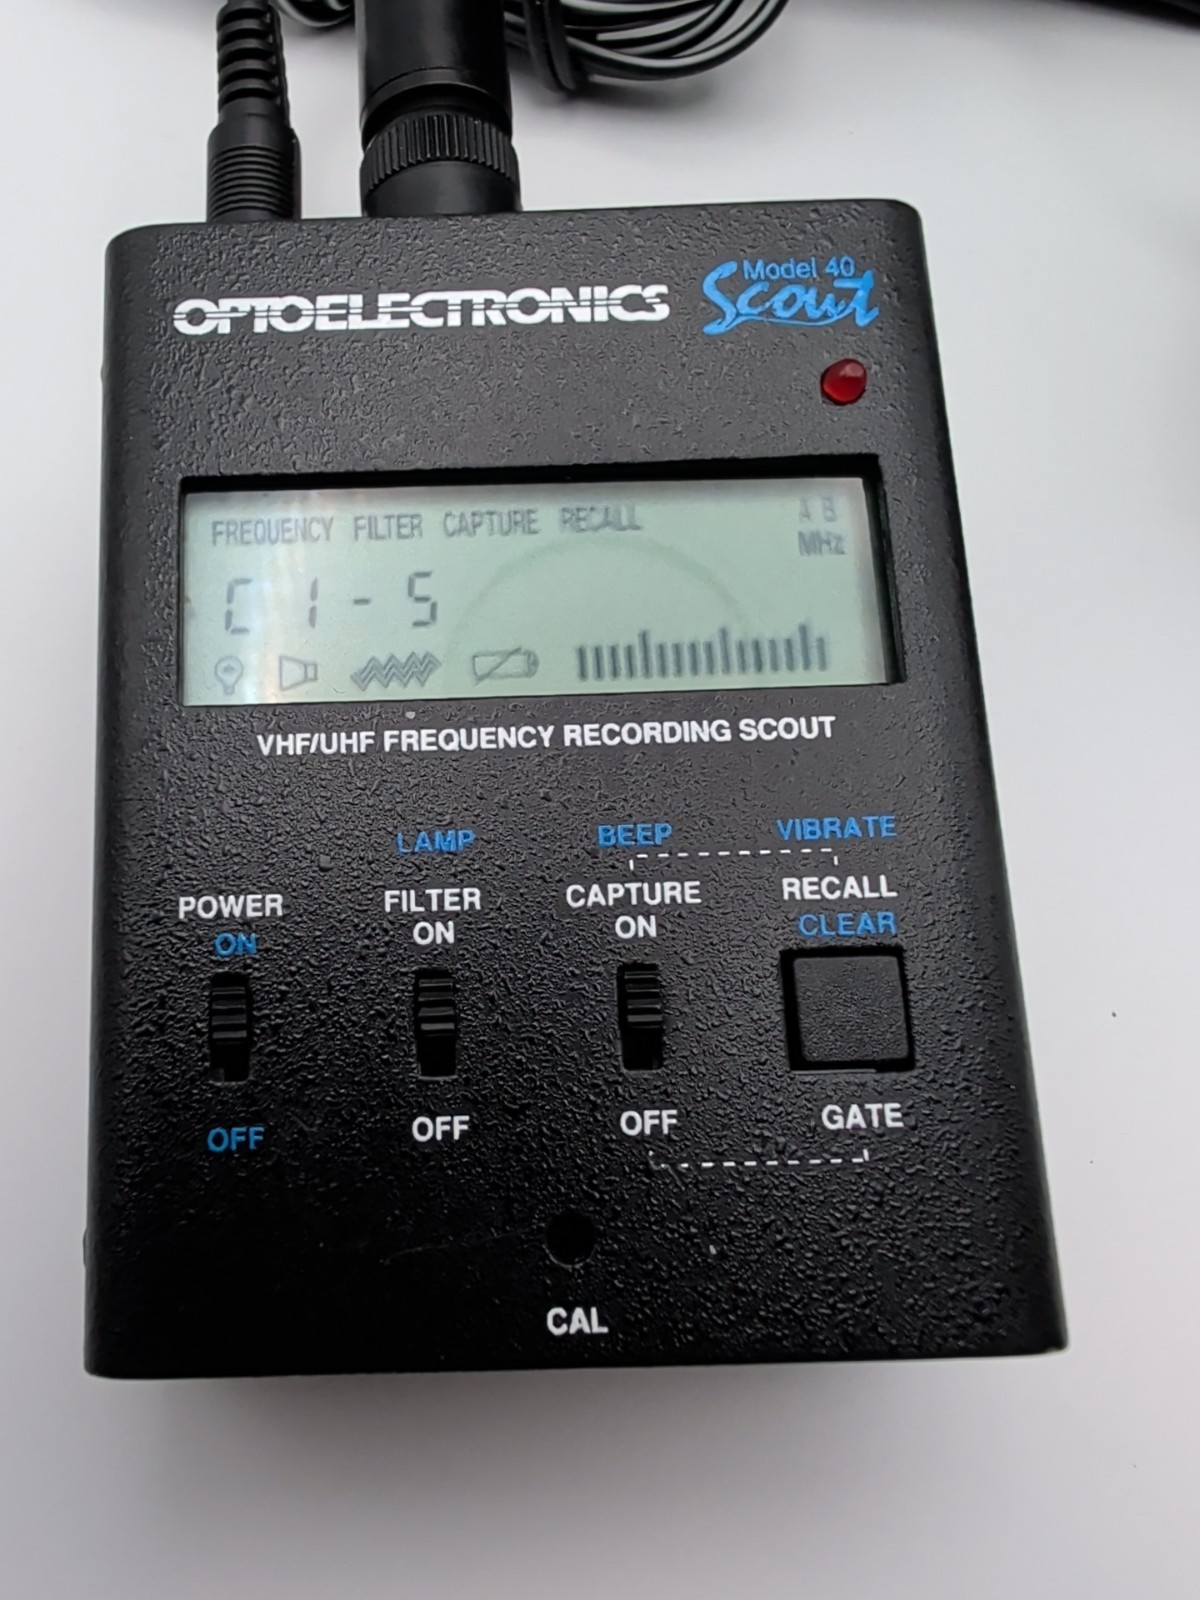 Model 40
OPTOELECTRONICS Scout
FREQUENCY FILTER CAPTURE RECALL A B
MHz
C1-5
VHF/UHF FREQUENCY RECORDING SCOUT
LAMP BEEP VIBRATE
POWER FILTER CAPTURE RECALL
ON ON ON CLEAR
OFF OFF OFF GATE
CAL